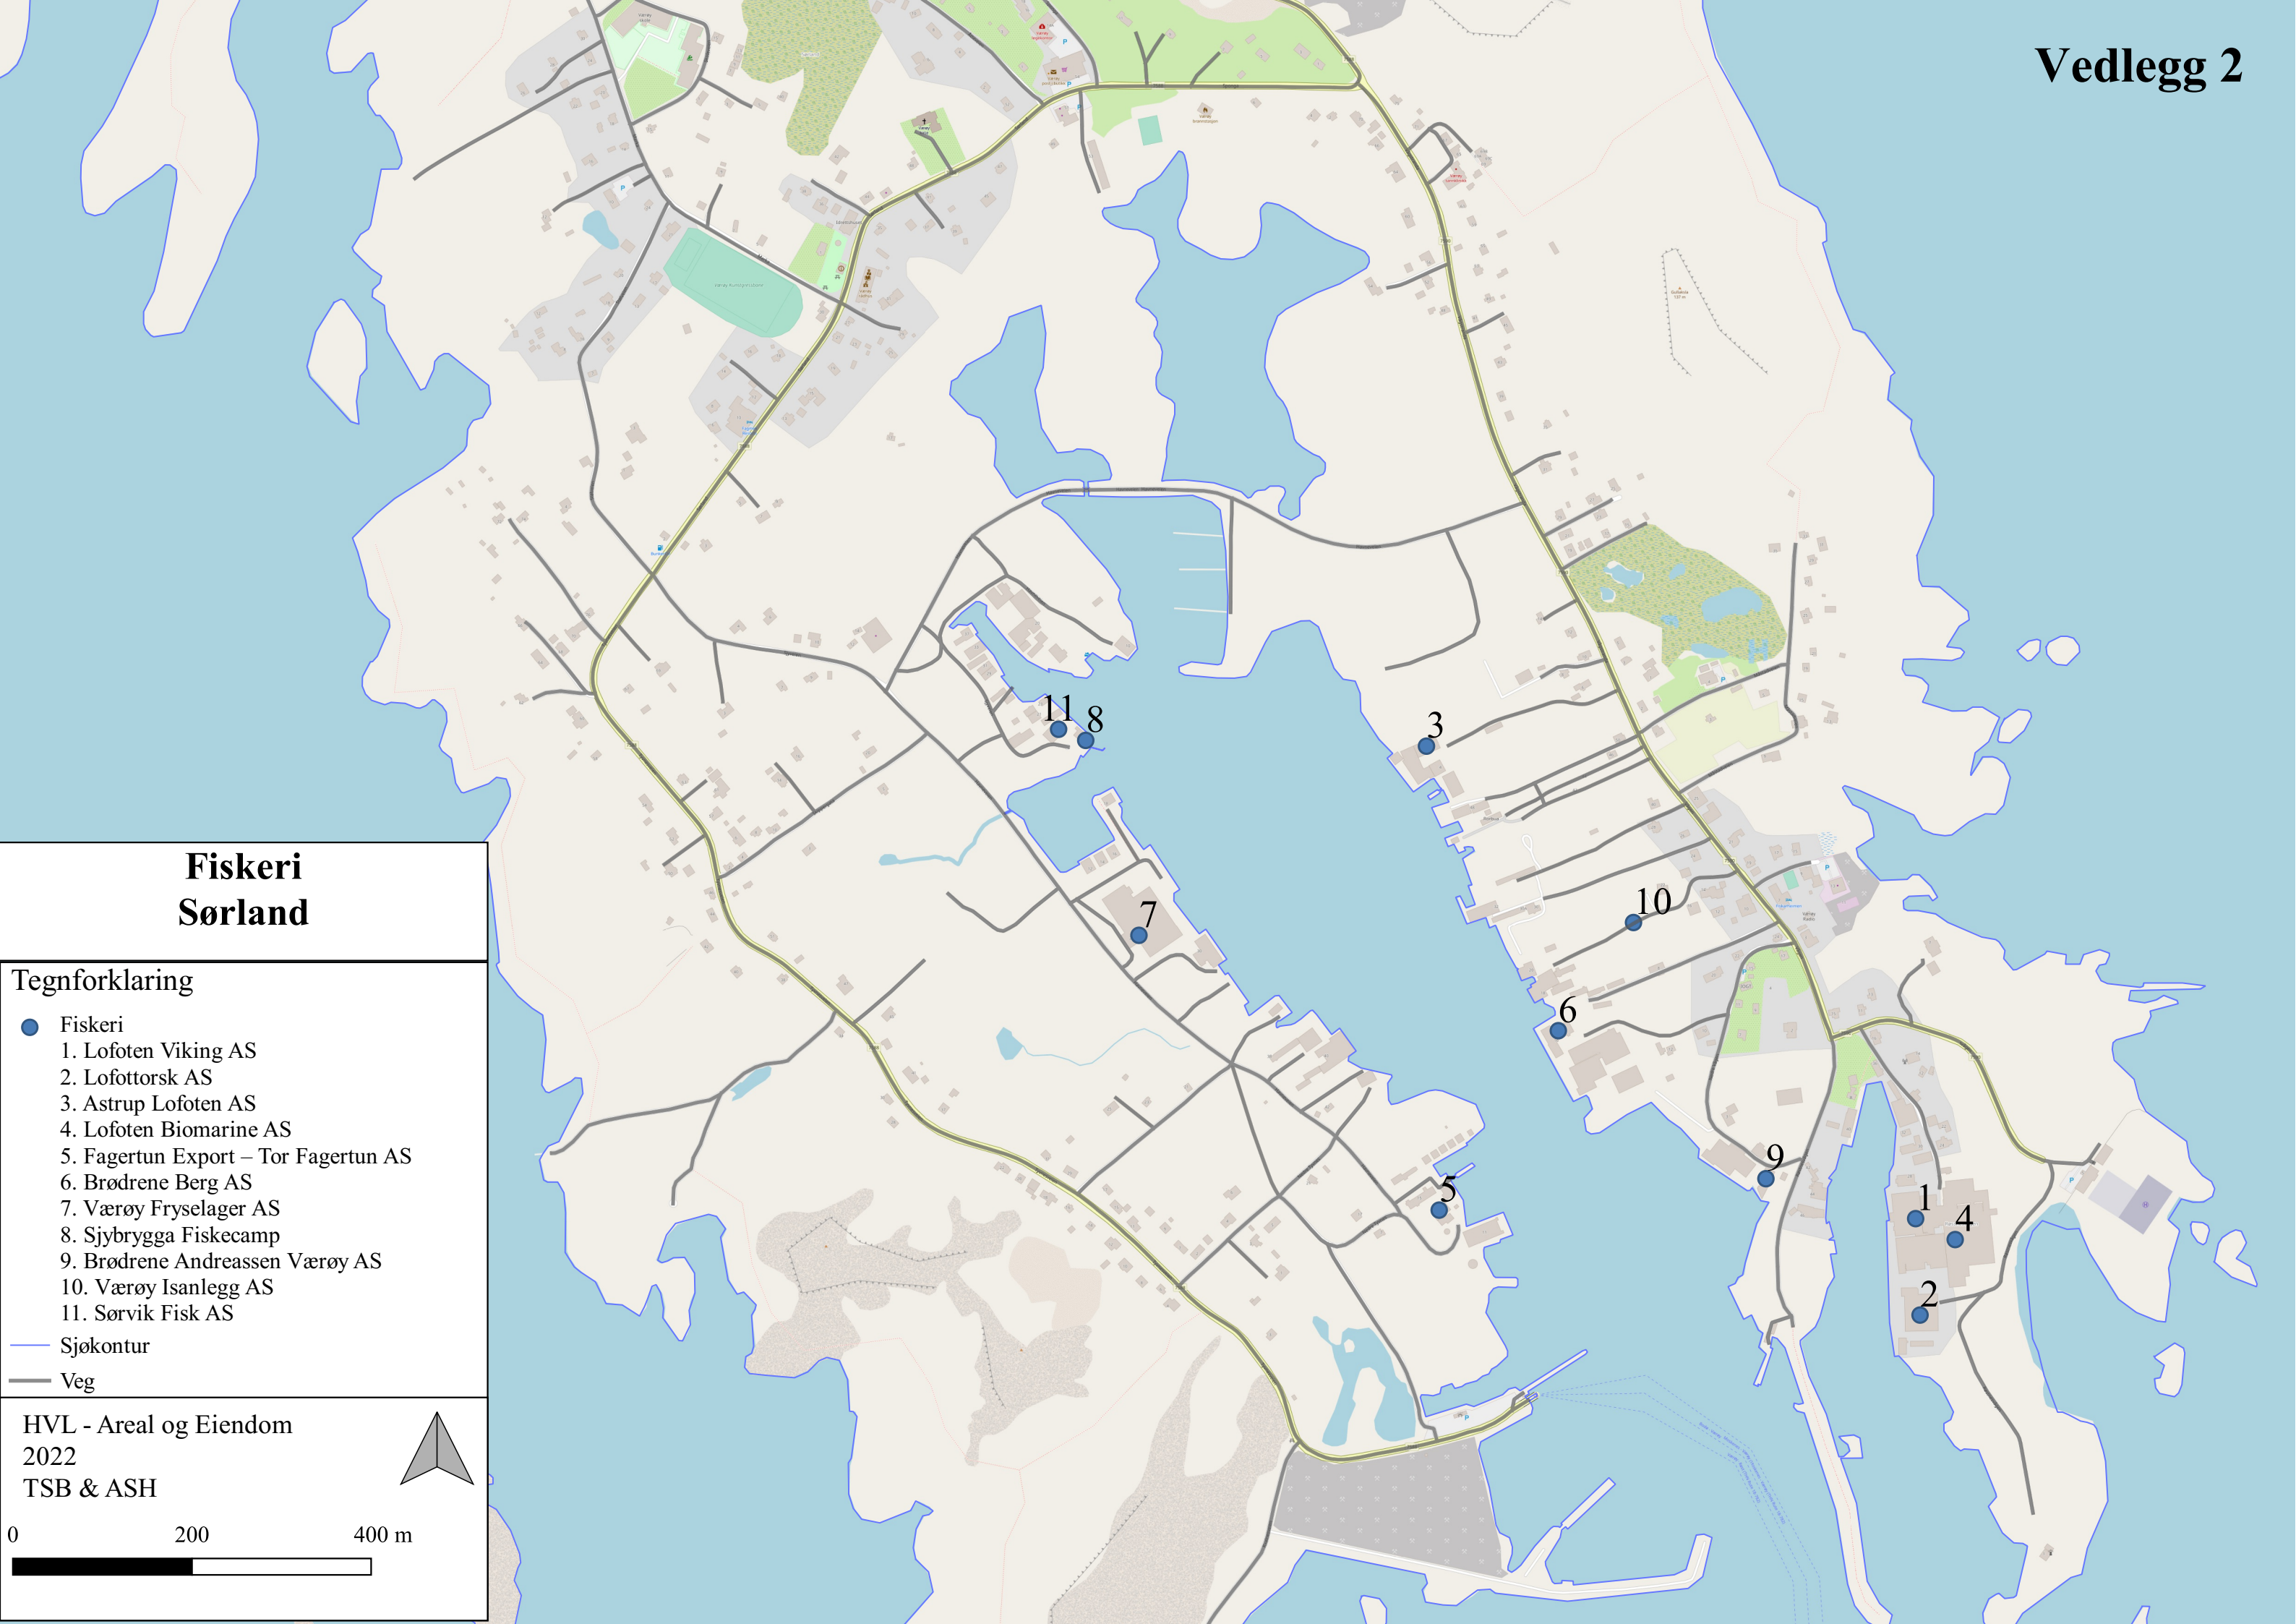 Vedlegg 2
11
8
3
7
10
6
9
5
1
4
2
Fiskeri
Sørland
Tegnforklaring
Fiskeri
1. Lofoten Viking AS
2. Lofottorsk AS
3. Astrup Lofoten AS
4. Lofoten Biomarine AS
5. Fagertun Export – Tor Fagertun AS
6. Brødrene Berg AS
7. Værøy Fryselager AS
8. Sjybrygga Fiskecamp
9. Brødrene Andreassen Værøy AS
10. Værøy Isanlegg AS
11. Sørvik Fisk AS
Sjøkontur
Veg
HVL - Areal og Eiendom
2022
TSB & ASH
0 200 400 m